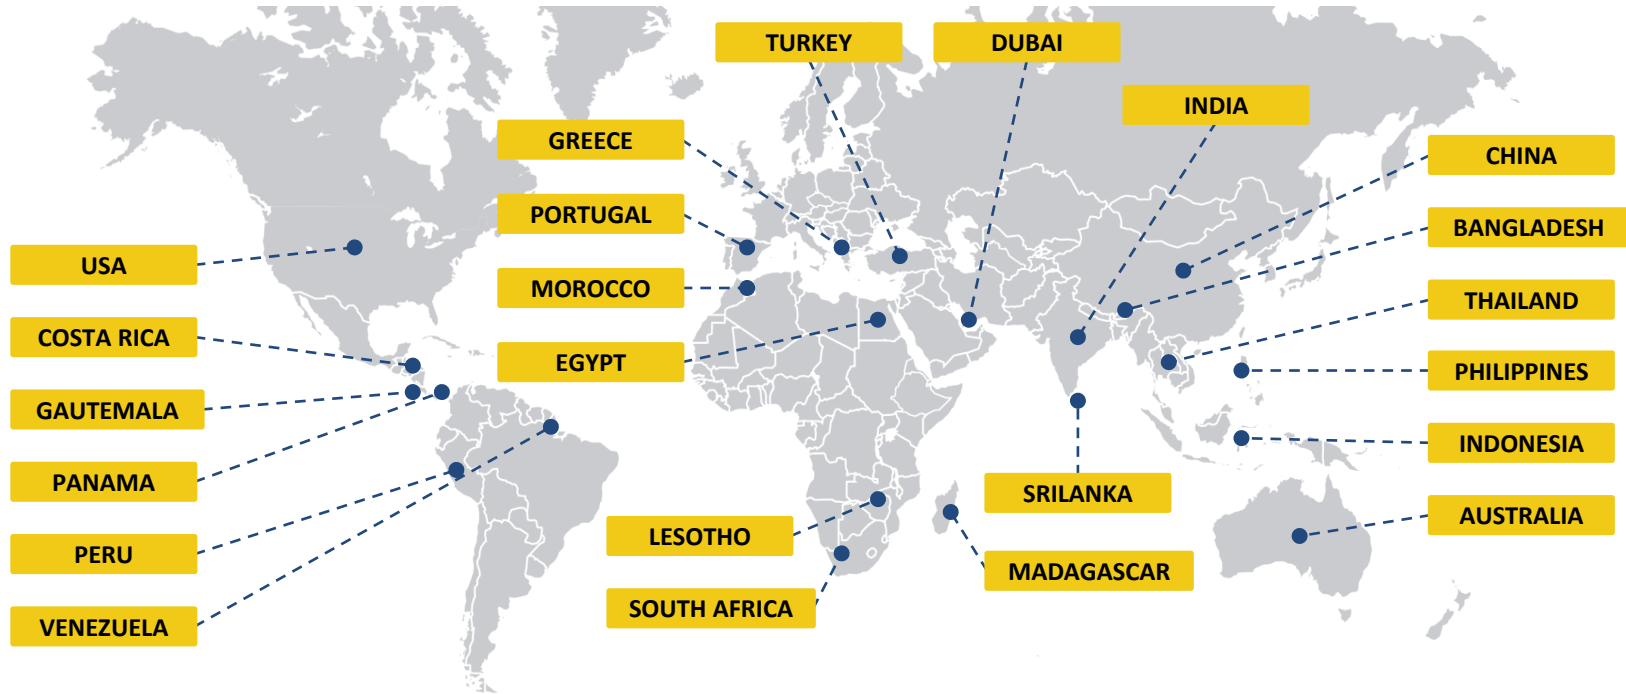 TURKEY
DUBAI
INDIA
GREECE
CHINA
PORTUGAL
BANGLADESH
USA
MOROCCO
THAILAND
COSTA RICA
EGYPT
PHILIPPINES
GAUTEMALA
INDONESIA
PANAMA
SRILANKA
AUSTRALIA
LESOTHO
PERU
MADAGASCAR
SOUTH AFRICA
VENEZUELA